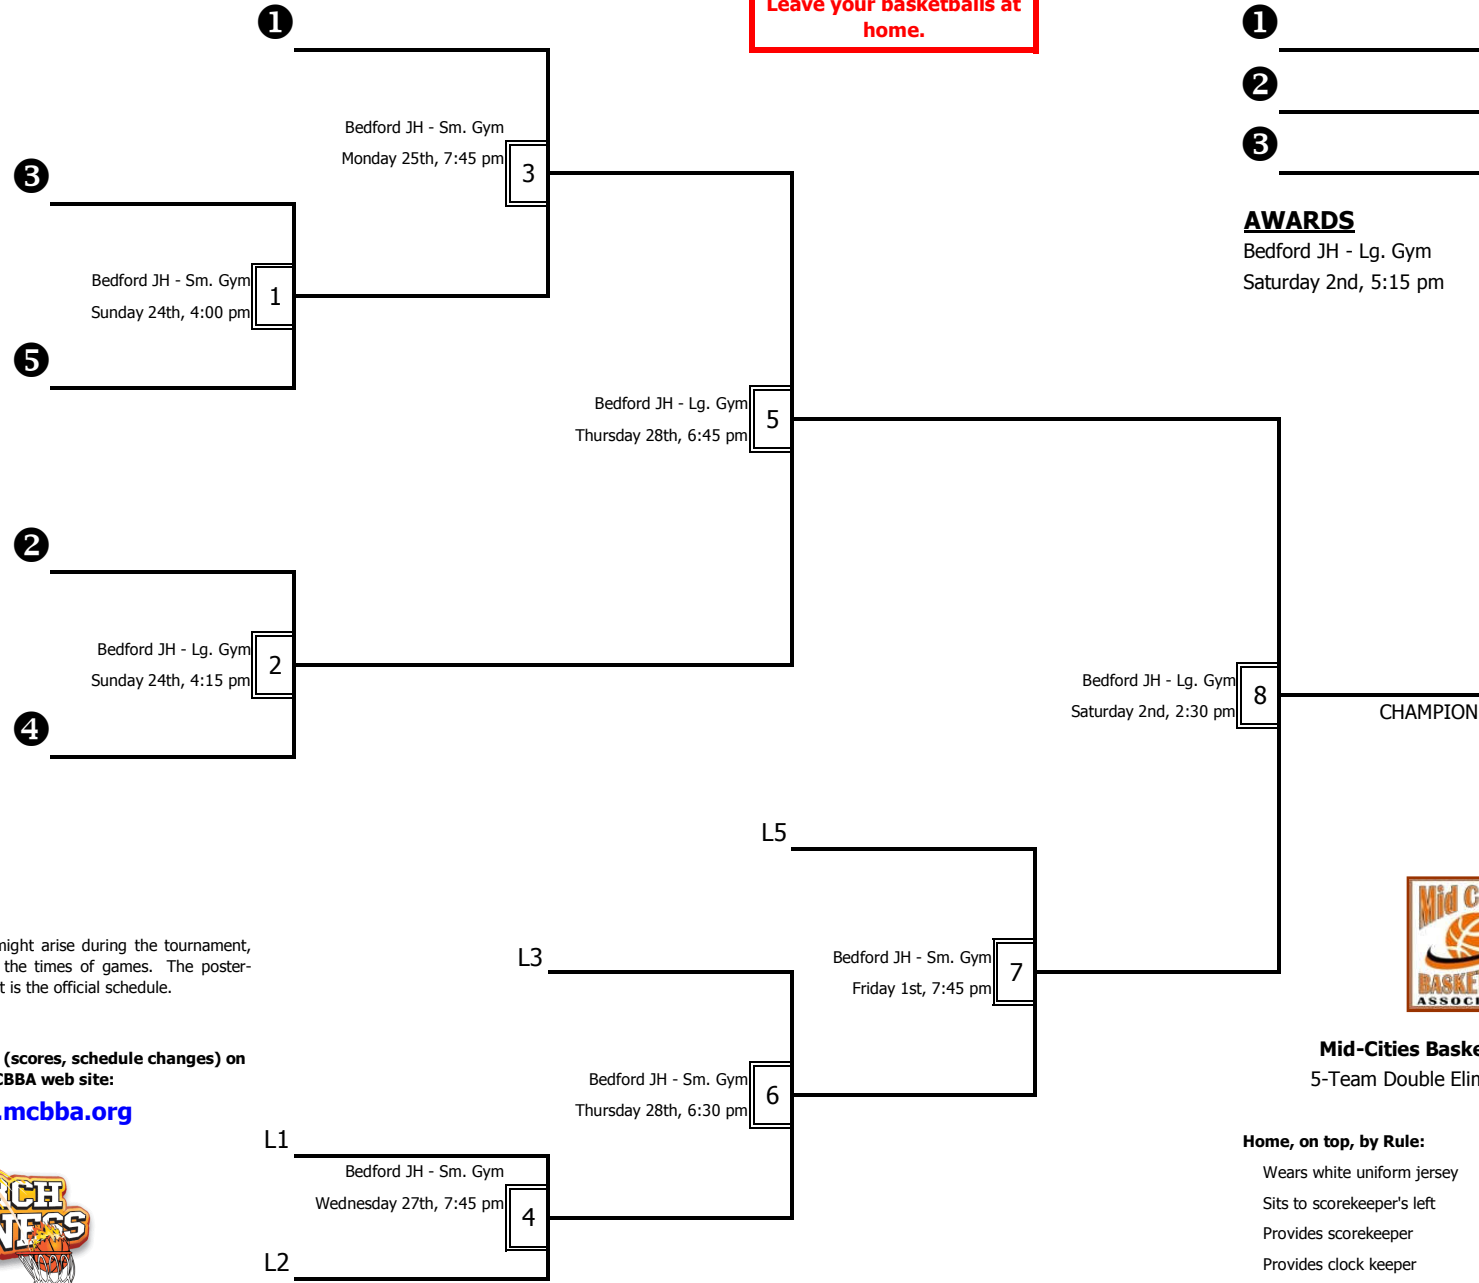 Leave your basketballs at
home.
❶
❶
❷
❸
Bedford JH - Sm. Gym
Monday 25th, 7:45 pm
3
❸
AWARDS
Bedford JH - Lg. Gym
Saturday 2nd, 5:15 pm
Bedford JH - Sm. Gym
Sunday 24th, 4:00 pm
1
❺
Bedford JH - Lg. Gym
Thursday 28th, 6:45 pm
5
❷
Bedford JH - Lg. Gym
Sunday 24th, 4:15 pm
2
❹
Bedford JH - Lg. Gym
Saturday 2nd, 2:30 pm
8
CHAMPION
L5
might arise during the tournament,
the times of games. The poster-
t is the official schedule.
L3
Bedford JH - Sm. Gym
Friday 1st, 7:45 pm
7
Mid C
BASKE
ASSOC
(scores, schedule changes) on
CBBA web site:
.mcbba.org
Mid-Cities Baske
5-Team Double Elim
Bedford JH - Sm. Gym
Thursday 28th, 6:30 pm
6
L1
Bedford JH - Sm. Gym
Wednesday 27th, 7:45 pm
4
L2
RCH
NESS
Home, on top, by Rule:
Wears white uniform jersey
Sits to scorekeeper's left
Provides scorekeeper
Provides clock keeper